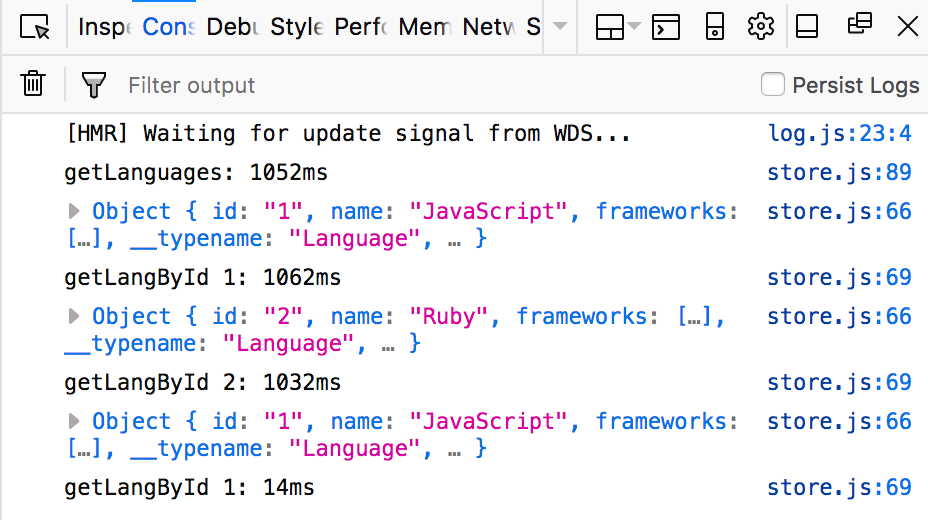 Inspe Cons Debu Style Perfo Mem Netw S
Filter output Persist Logs
[HMR] Waiting for update signal from WDS... log.js:23:4
getLanguages: 1052ms store.js:89
Object { id: "1", name: "JavaScript", frameworks: store.js:66
[…], __typename: "Language", … }
getLangById 1: 1062ms store.js:69
Object { id: "2", name: "Ruby", frameworks: […], store.js:66
__typename: "Language", … }
getLangById 2: 1032ms store.js:69
Object { id: "1", name: "JavaScript", frameworks: store.js:66
[…], __typename: "Language", … }
getLangById 1: 14ms store.js:69